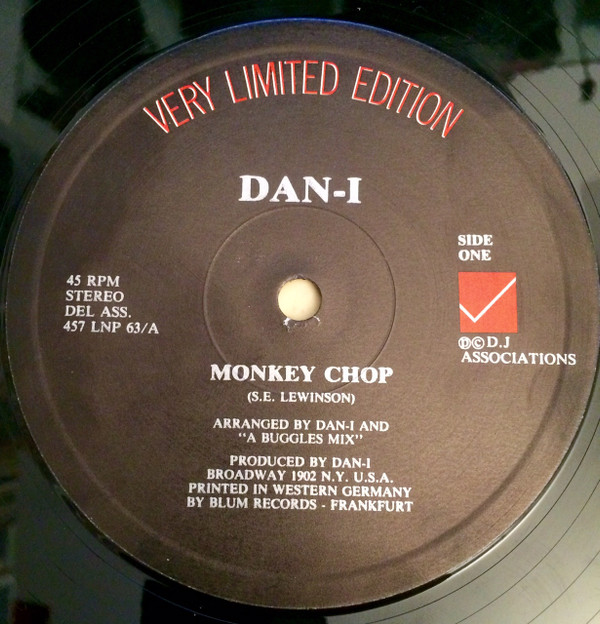 VERY LIMITED EDITION
DAN-I
SIDE
ONE
45 RPM
STEREO
DEL ASS.
457 LNP 63/A
ⓅⒸ D.J
ASSOCIATIONS
MONKEY CHOP
(S.E. LEWINSON)
ARRANGED BY DAN-I AND
"A BUGGLES MIX"
PRODUCED BY DAN-I
BROADWAY 1902 N.Y. U.S.A.
PRINTED IN WESTERN GERMANY
BY BLUM RECORDS - FRANKFURT